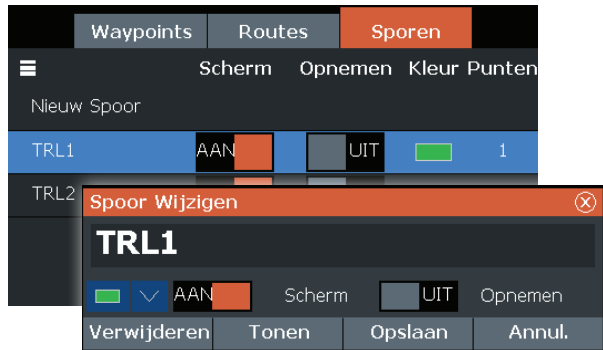 Waypoints Routes Sporen
Scherm Opnemen Kleur Punten
Nieuw Spoor
TRL1 AAN UIT 1
TRL2
Spoor Wijzigen
TRL1
AAN Scherm UIT Opnemen
Verwijderen Tonen Opslaan Annul.